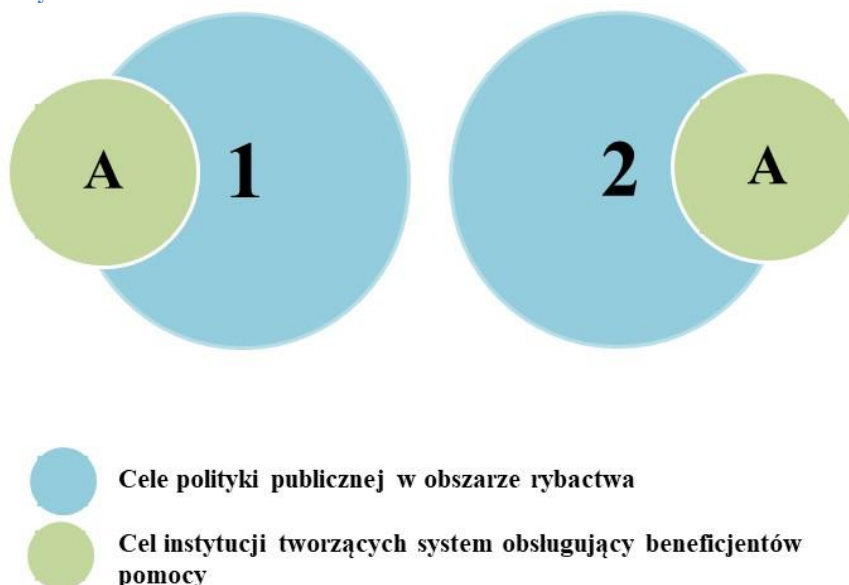 A 1 2 A
Cele polityki publicznej w obszarze rybactwa
Cel instytucji tworzących system obsługujący beneficjentów
pomocy